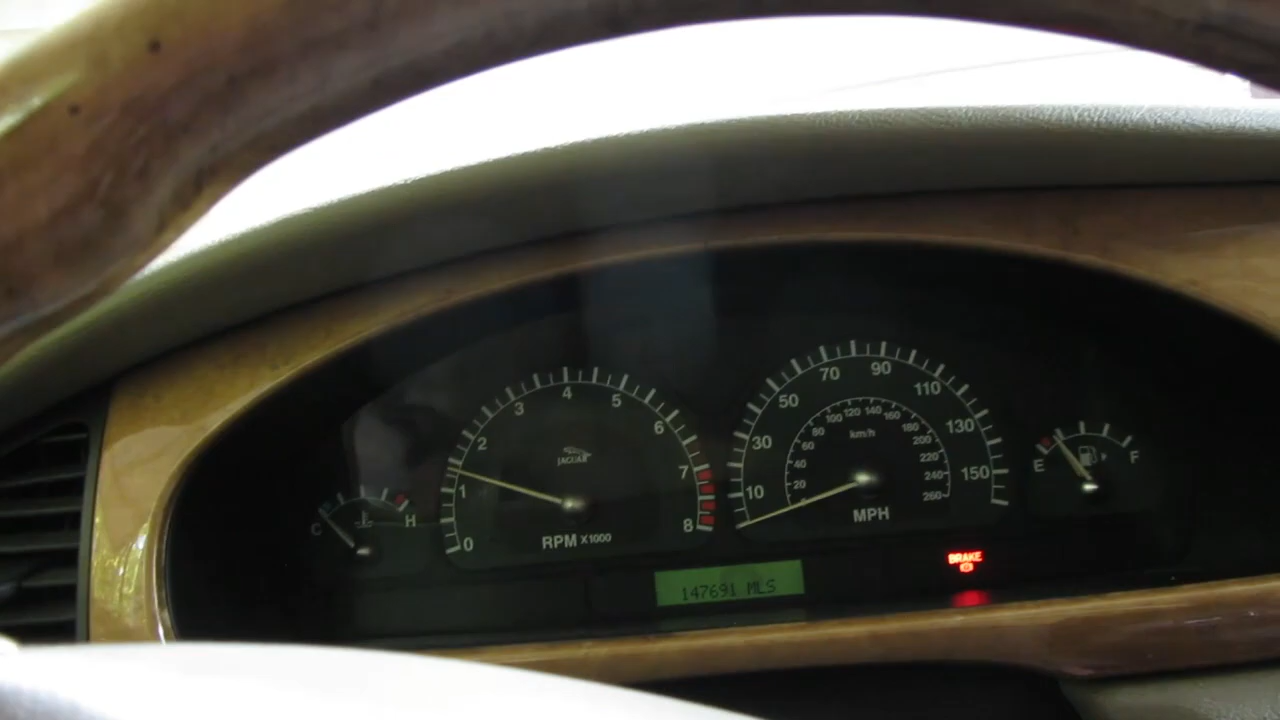 C H
0 1 2 3 4 5 6 7 8
JAGUAR
RPM X1000
10 30 50 70 90 110 130 150
20 40 60 80 100 120 140 160 180 200 220 240 260
km/h
MPH
E F
147691 MLS
BRAKE